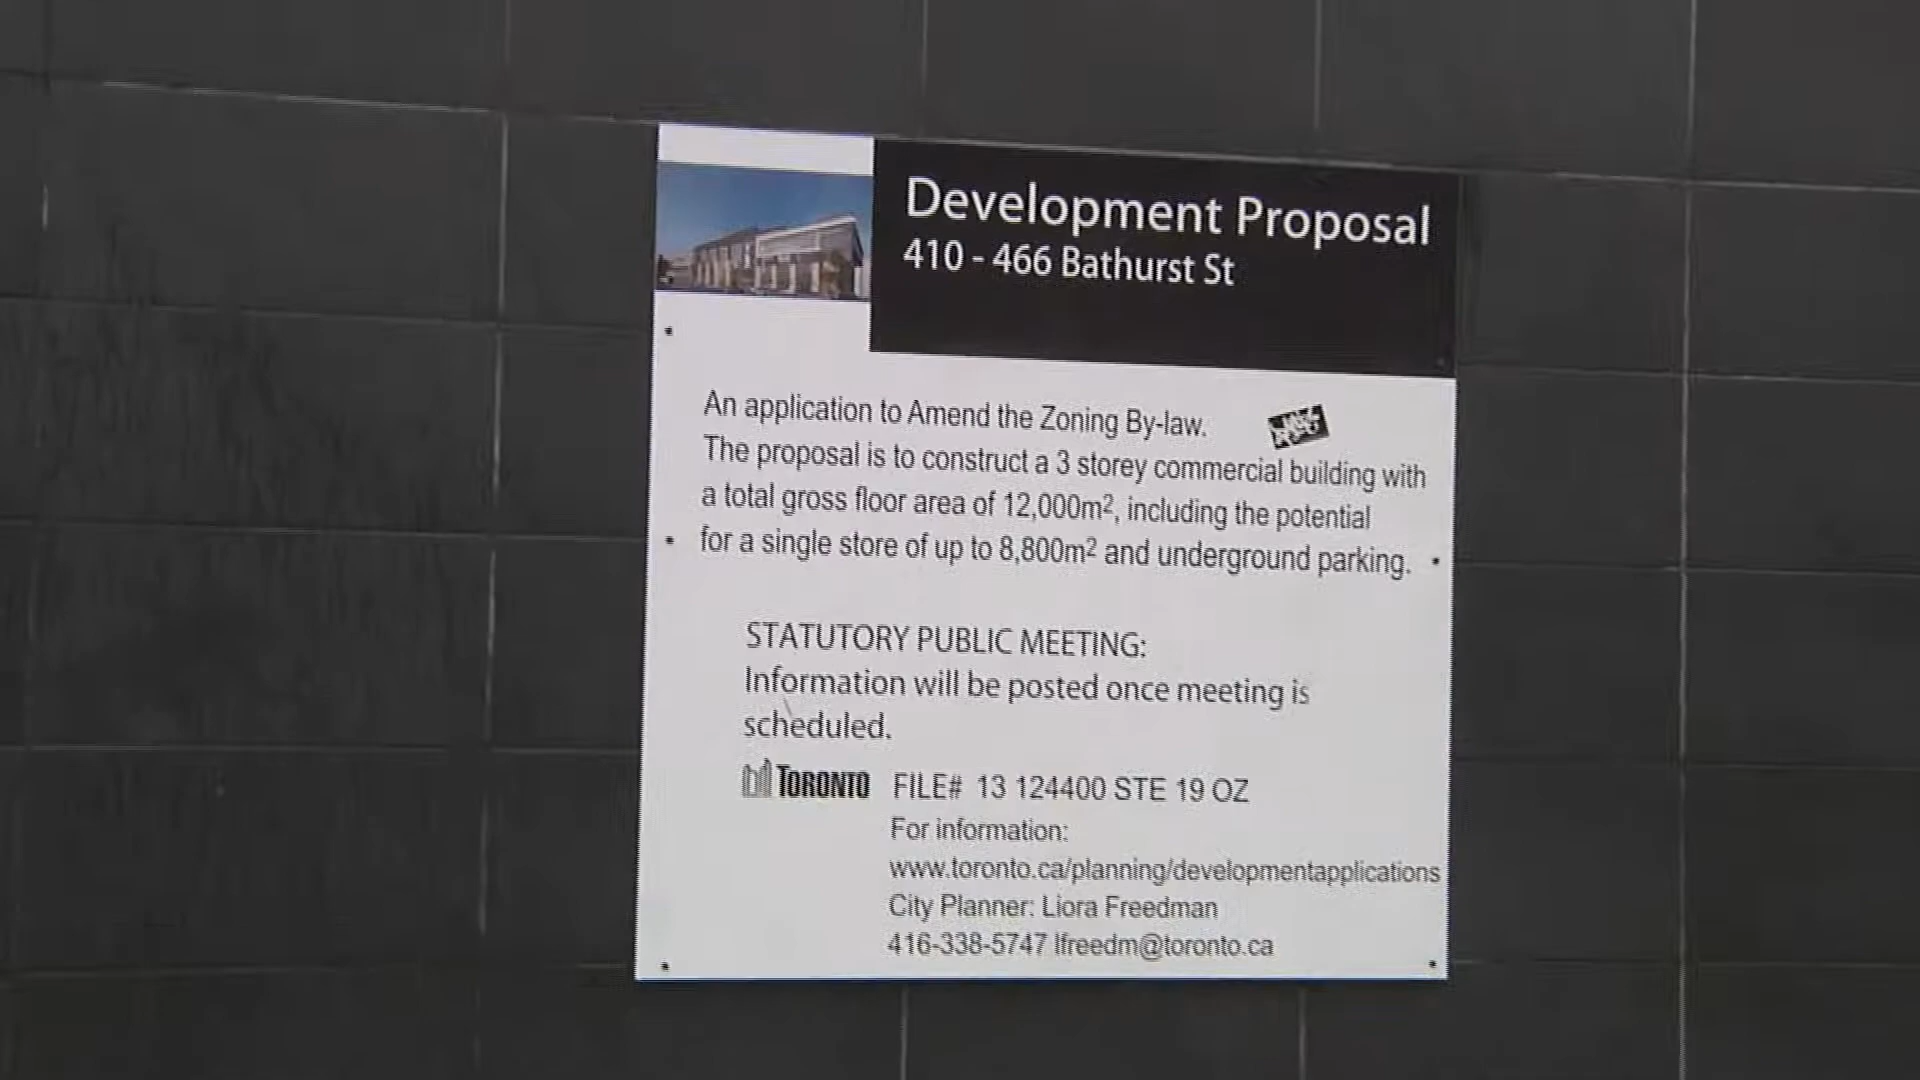 Development Proposal
410 - 466 Bathurst St
An application to Amend the Zoning By-law.
The proposal is to construct a 3 storey commercial building with
a total gross floor area of 12,000m², including the potential
for a single store of up to 8,800m² and underground parking.
STATUTORY PUBLIC MEETING:
Information will be posted once meeting is
scheduled.
TORONTO FILE# 13 124400 STE 19 OZ
For information:
www.toronto.ca/planning/developmentapplications
City Planner: Liora Freedman
416-338-5747 lfreedm@toronto.ca